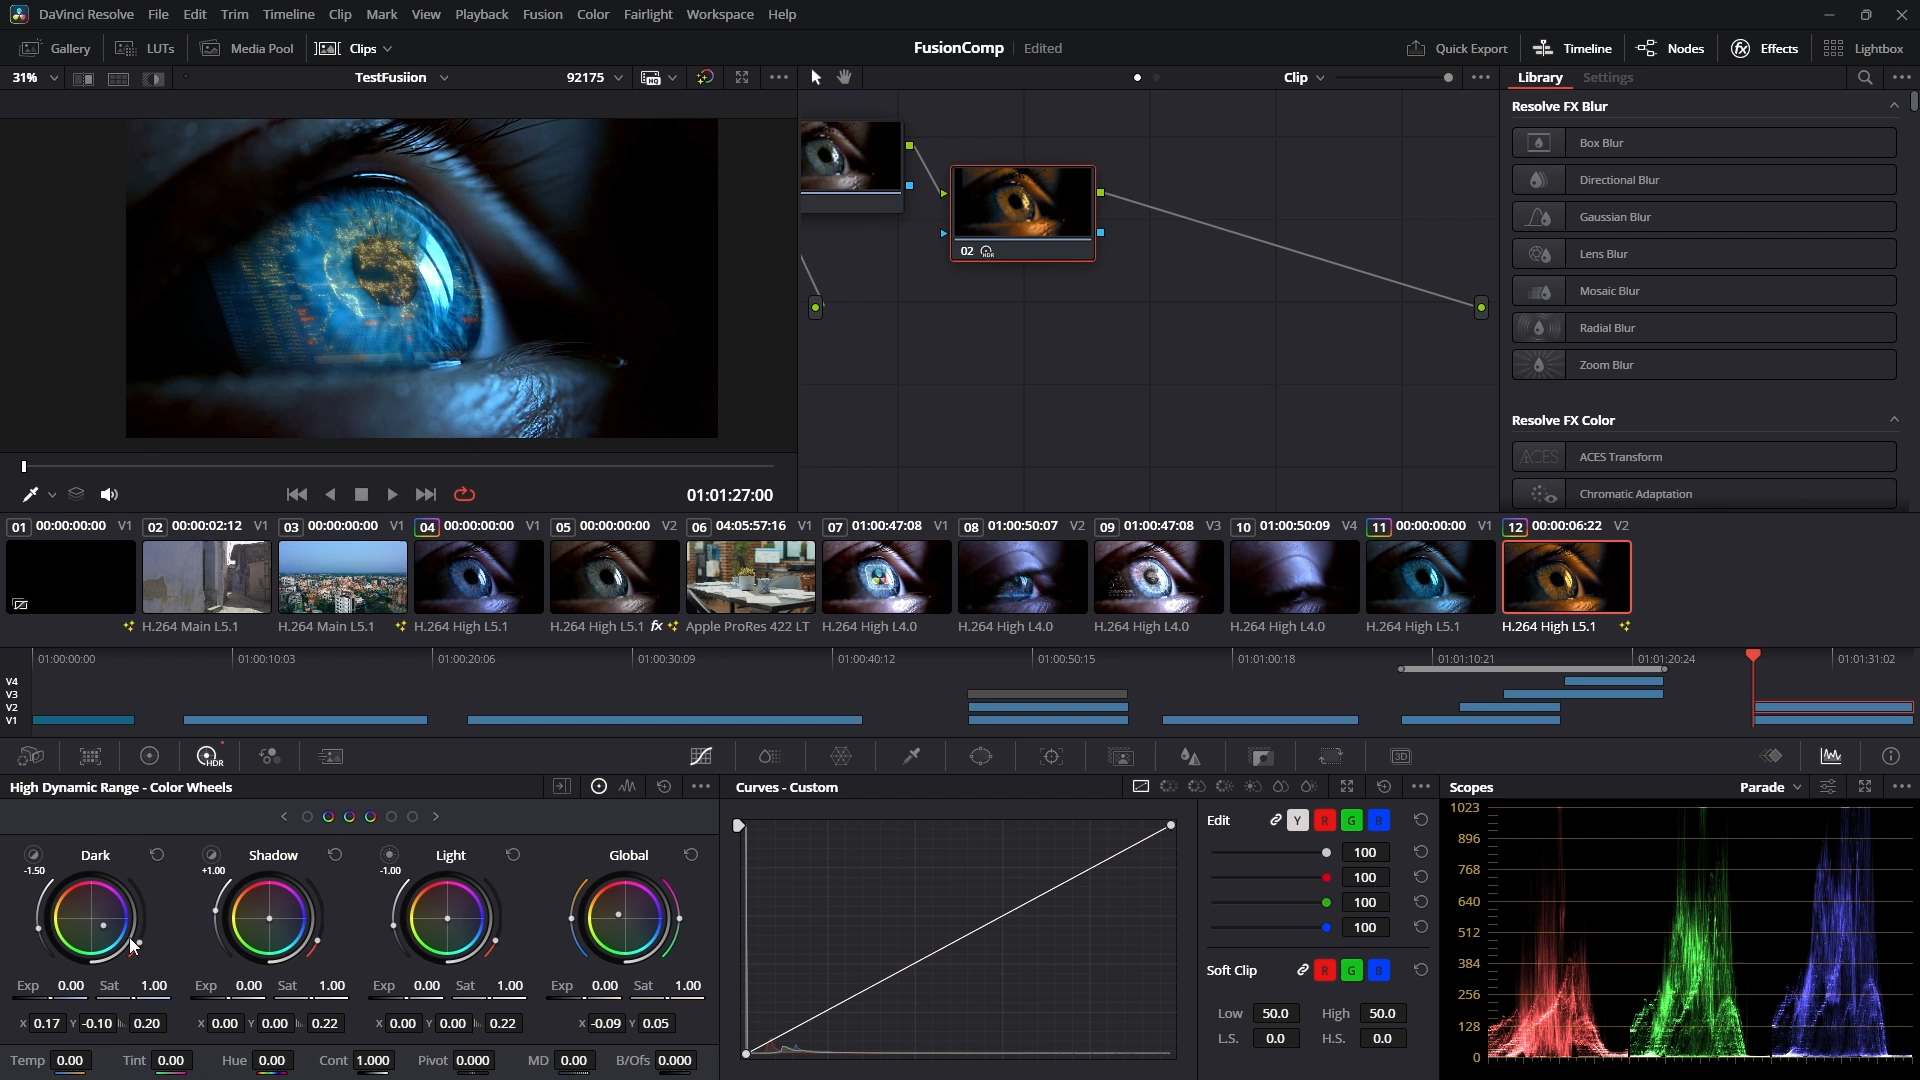 DaVinci Resolve File Edit Trim Timeline Clip Mark View Playback Fusion Color Fairlight Workspace Help
Gallery LUTs Media Pool Clips FusionComp Edited Quick Export Timeline Nodes Effects Lightbox
31% TestFusiion 92175 HQ Clip Library Settings
Resolve FX Blur
Box Blur
Directional Blur
Gaussian Blur
Lens Blur
Mosaic Blur
Radial Blur
Zoom Blur
Resolve FX Color
ACES ACES Transform
Chromatic Adaptation
02 HDR
01:01:27:00
01 00:00:00:00 V1 02 00:00:02:12 V1 03 00:00:00:00 V1 04 00:00:00:00 V1 05 00:00:00:00 V2 06 04:05:57:16 V1 07 01:00:47:08 V1 08 01:00:50:07 V2 09 01:00:47:08 V3 10 01:00:50:09 V4 11 00:00:00:00 V1 12 00:00:06:22 V2
H.264 Main L5.1 H.264 Main L5.1 H.264 High L5.1 H.264 High L5.1 fx Apple ProRes 422 LT H.264 High L4.0 H.264 High L4.0 H.264 High L4.0 H.264 High L4.0 H.264 High L5.1 H.264 High L5.1
01:00:00:00 01:00:10:03 01:00:20:06 01:00:30:09 01:00:40:12 01:00:50:15 01:01:00:18 01:01:10:21 01:01:20:24 01:01:31:02
V4
V3
V2
V1
HDR 3D
High Dynamic Range - Color Wheels Curves - Custom Scopes Parade
Dark Shadow Light Global
-1.50 +1.00 -1.00
Exp 0.00 Sat 1.00 Exp 0.00 Sat 1.00 Exp 0.00 Sat 1.00 Exp 0.00 Sat 1.00
X 0.17 Y -0.10 0.20 X 0.00 Y 0.00 0.22 X 0.00 Y 0.00 0.22 X -0.09 Y 0.05
Temp 0.00 Tint 0.00 Hue 0.00 Cont 1.000 Pivot 0.000 MD 0.00 B/Ofs 0.000
Edit Y R G B
100
100
100
100
Soft Clip R G B
Low 50.0 High 50.0
L.S. 0.0 H.S. 0.0
1023
896
768
640
512
384
256
128
0